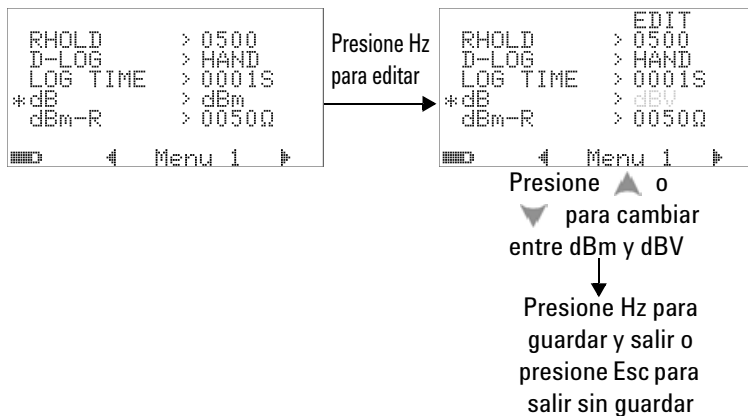 RHOLD > 0500
D-LOG > HAND
LOG TIME > 0001S
*dB > dBm
dBm-R > 0050Ω
Menu 1
Presione Hz
para editar
EDIT
RHOLD > 0500
D-LOG > HAND
LOG TIME > 0001S
*dB > dBV
dBm-R > 0050Ω
Menu 1
Presione o
para cambiar
entre dBm y dBV
Presione Hz para
guardar y salir o
presione Esc para
salir sin guardar